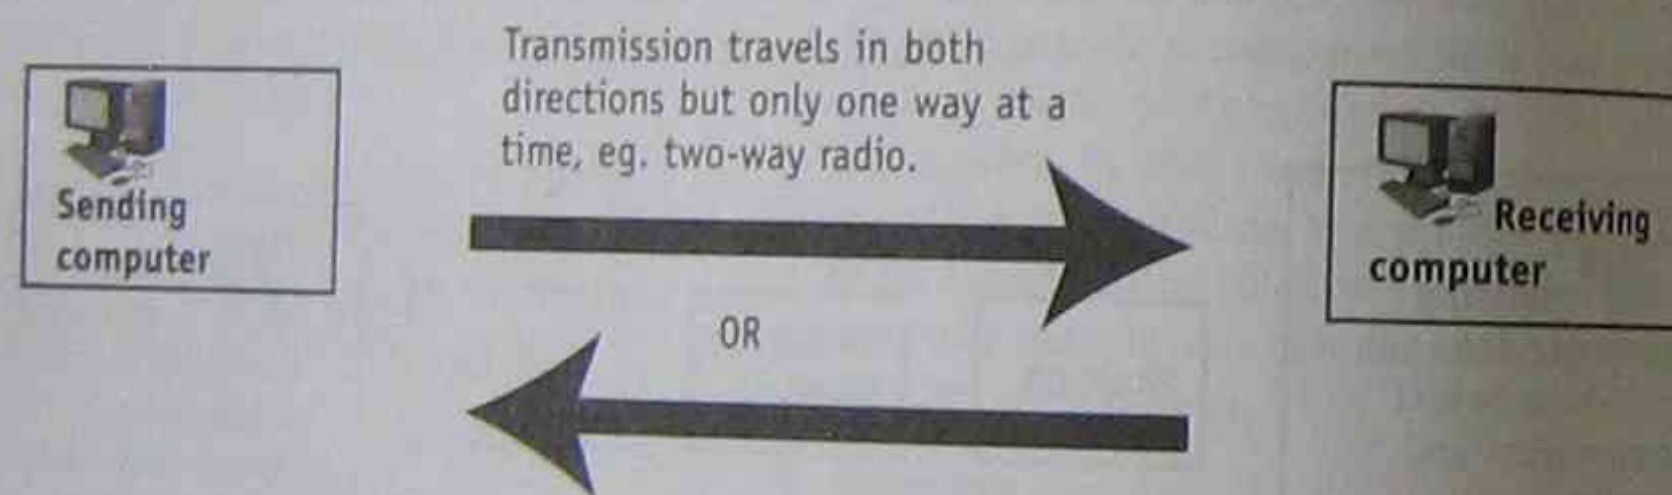 Transmission travels in both
directions but only one way at a
time, eg. two-way radio.
Sending
computer
Receiving
computer
OR